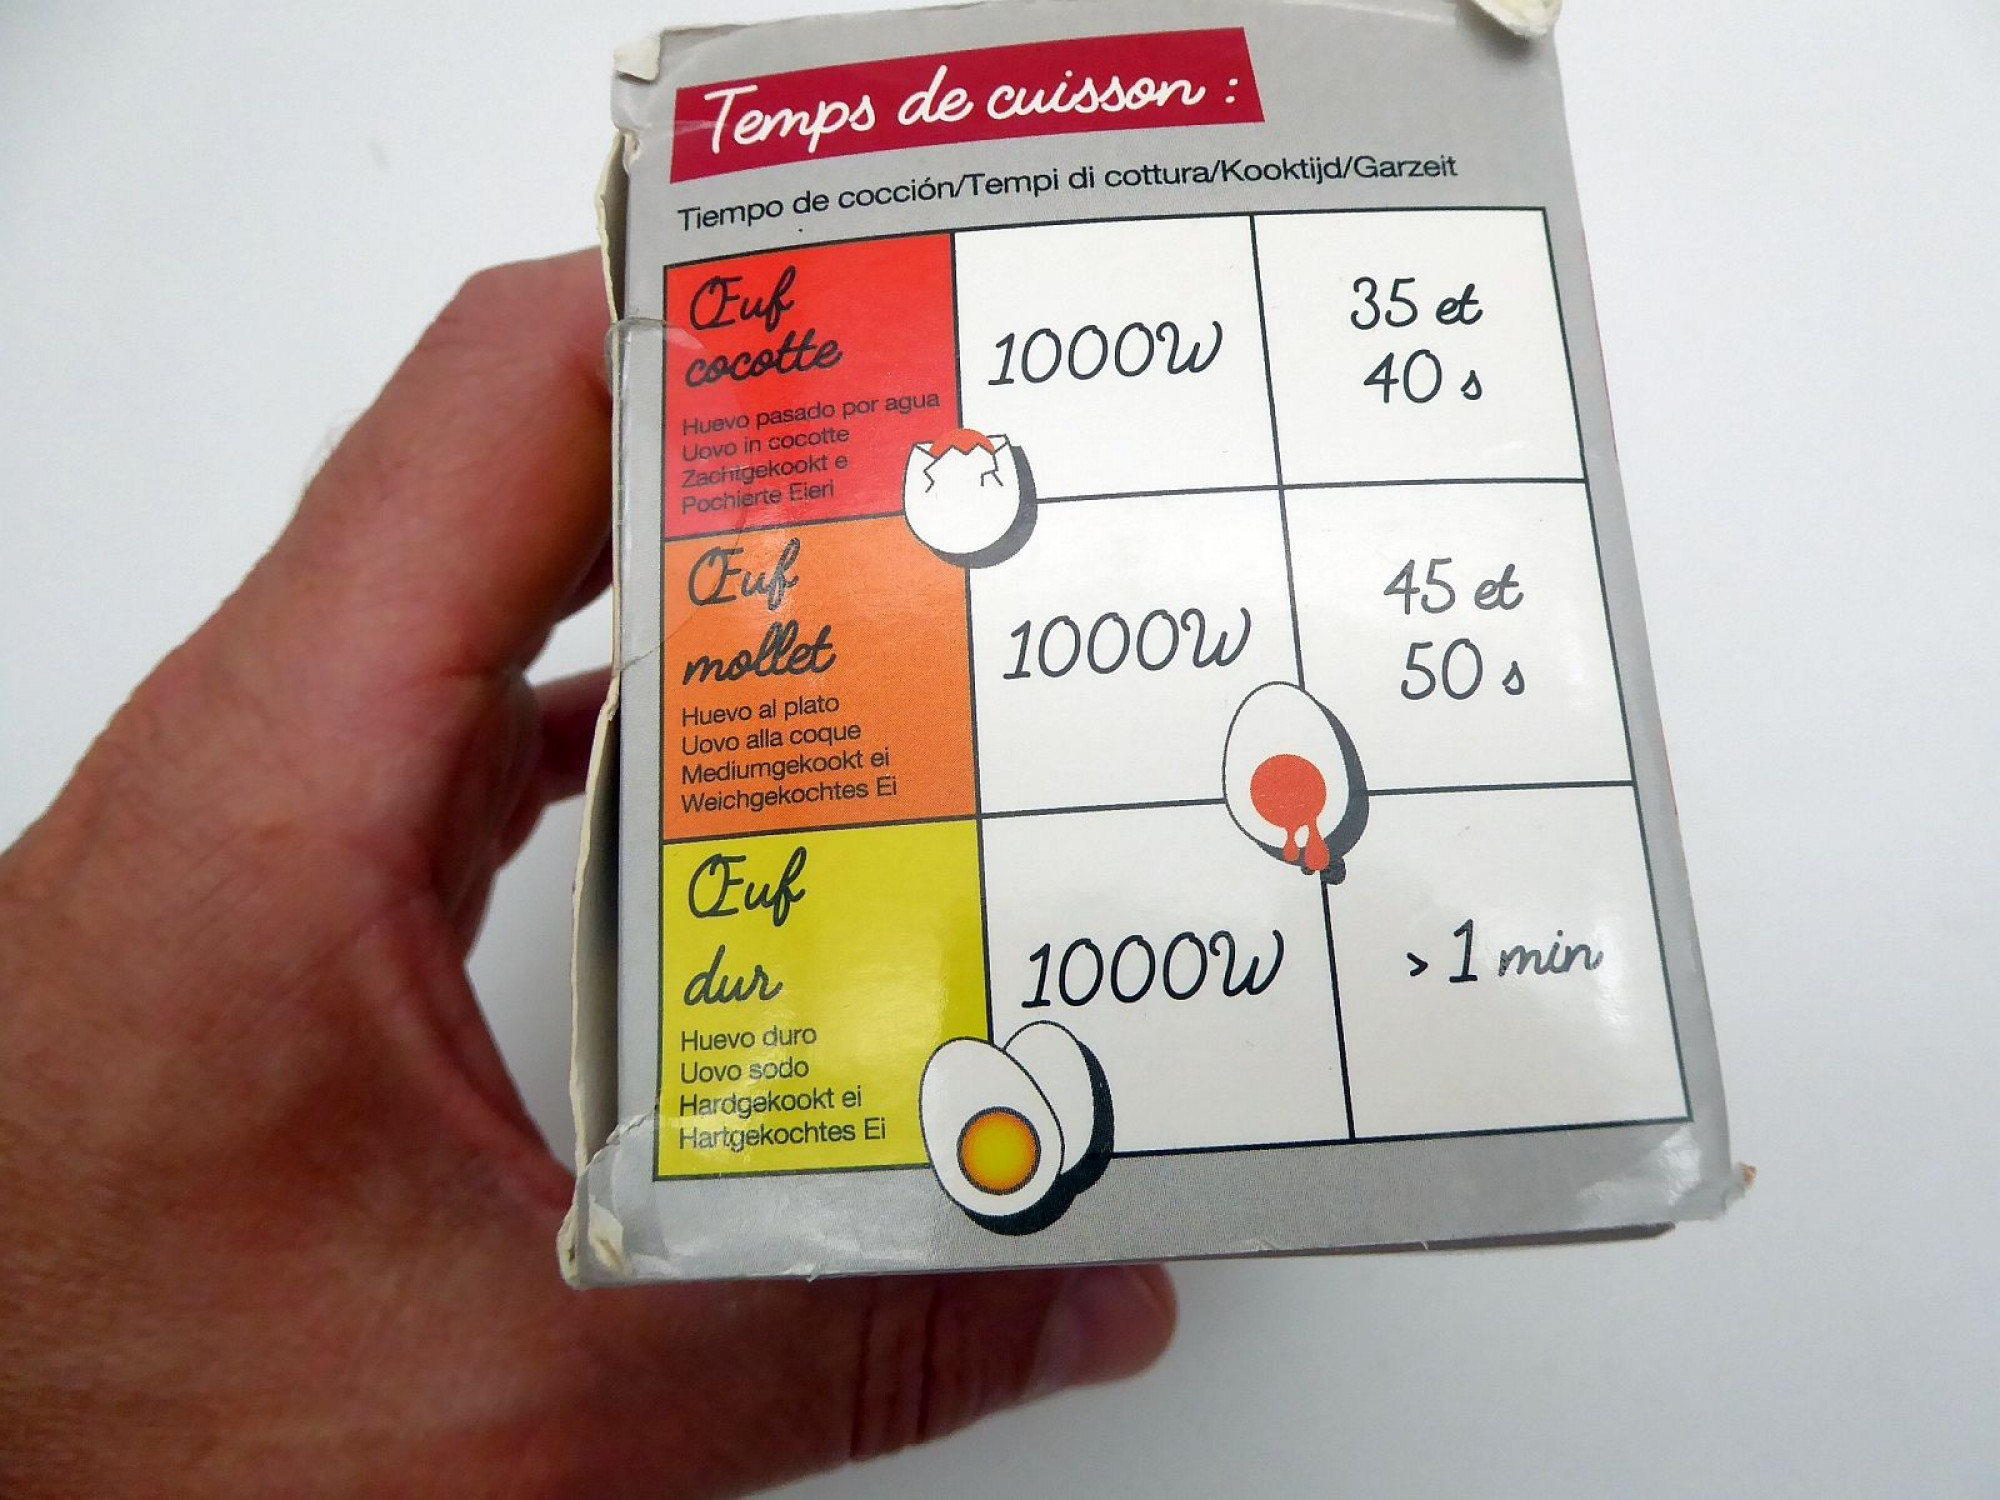 Temps de cuisson :
Tiempo de cocción/Tempi di cottura/Kooktijd/Garzeit
Œuf
cocotte
Huevo pasado por agua
Uovo in cocotte
Zachtgekookt e
Pochierte Eieri
1000W
35 et
40 s
Œuf
mollet
Huevo al plato
Uovo alla coque
Mediumgekookt ei
Weichgekochtes Ei
1000W
45 et
50 s
Œuf
dur
Huevo duro
Uovo sodo
Hardgekookt ei
Hartgekochtes Ei
1000W
> 1 min